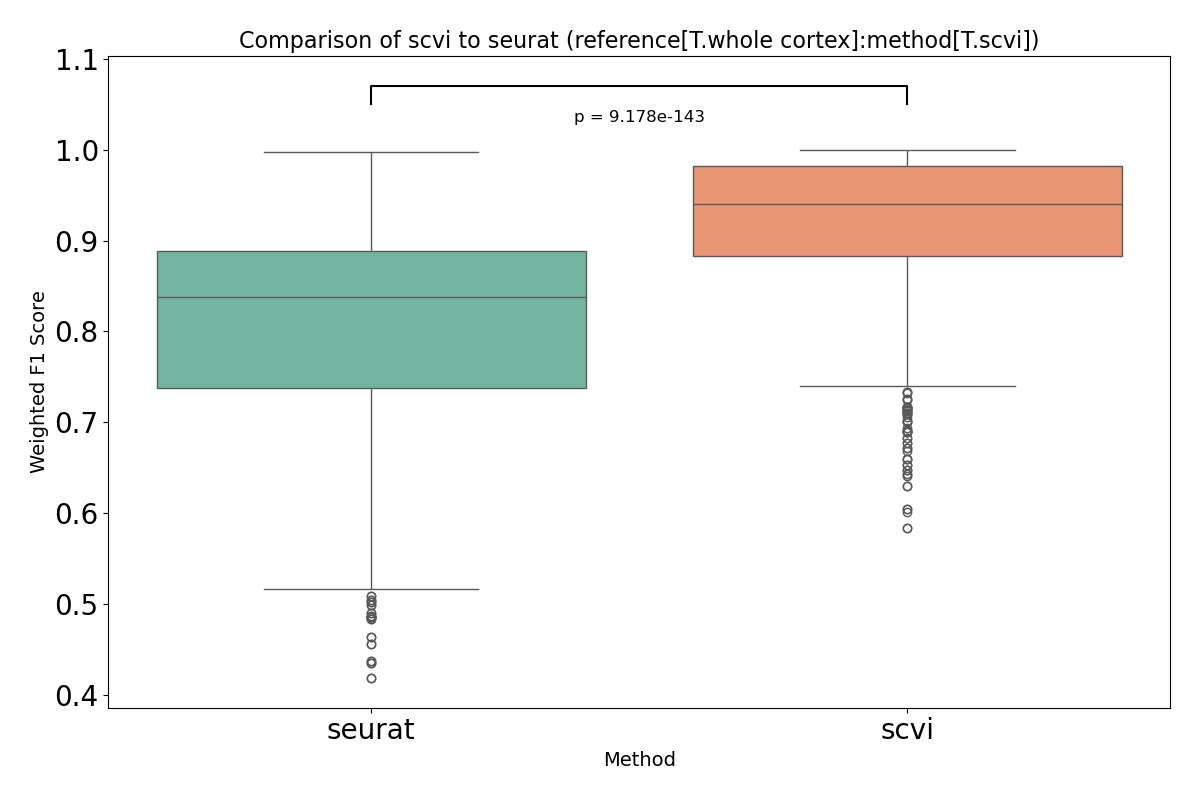 Comparison of scvi to seurat (reference[T.whole cortex]:method[T.scvi])
1.1
p = 9.178e-143
1.0
0.9
0.8
0.7
0.6
0.5
0.4
Weighted F1 Score
seurat
scvi
Method